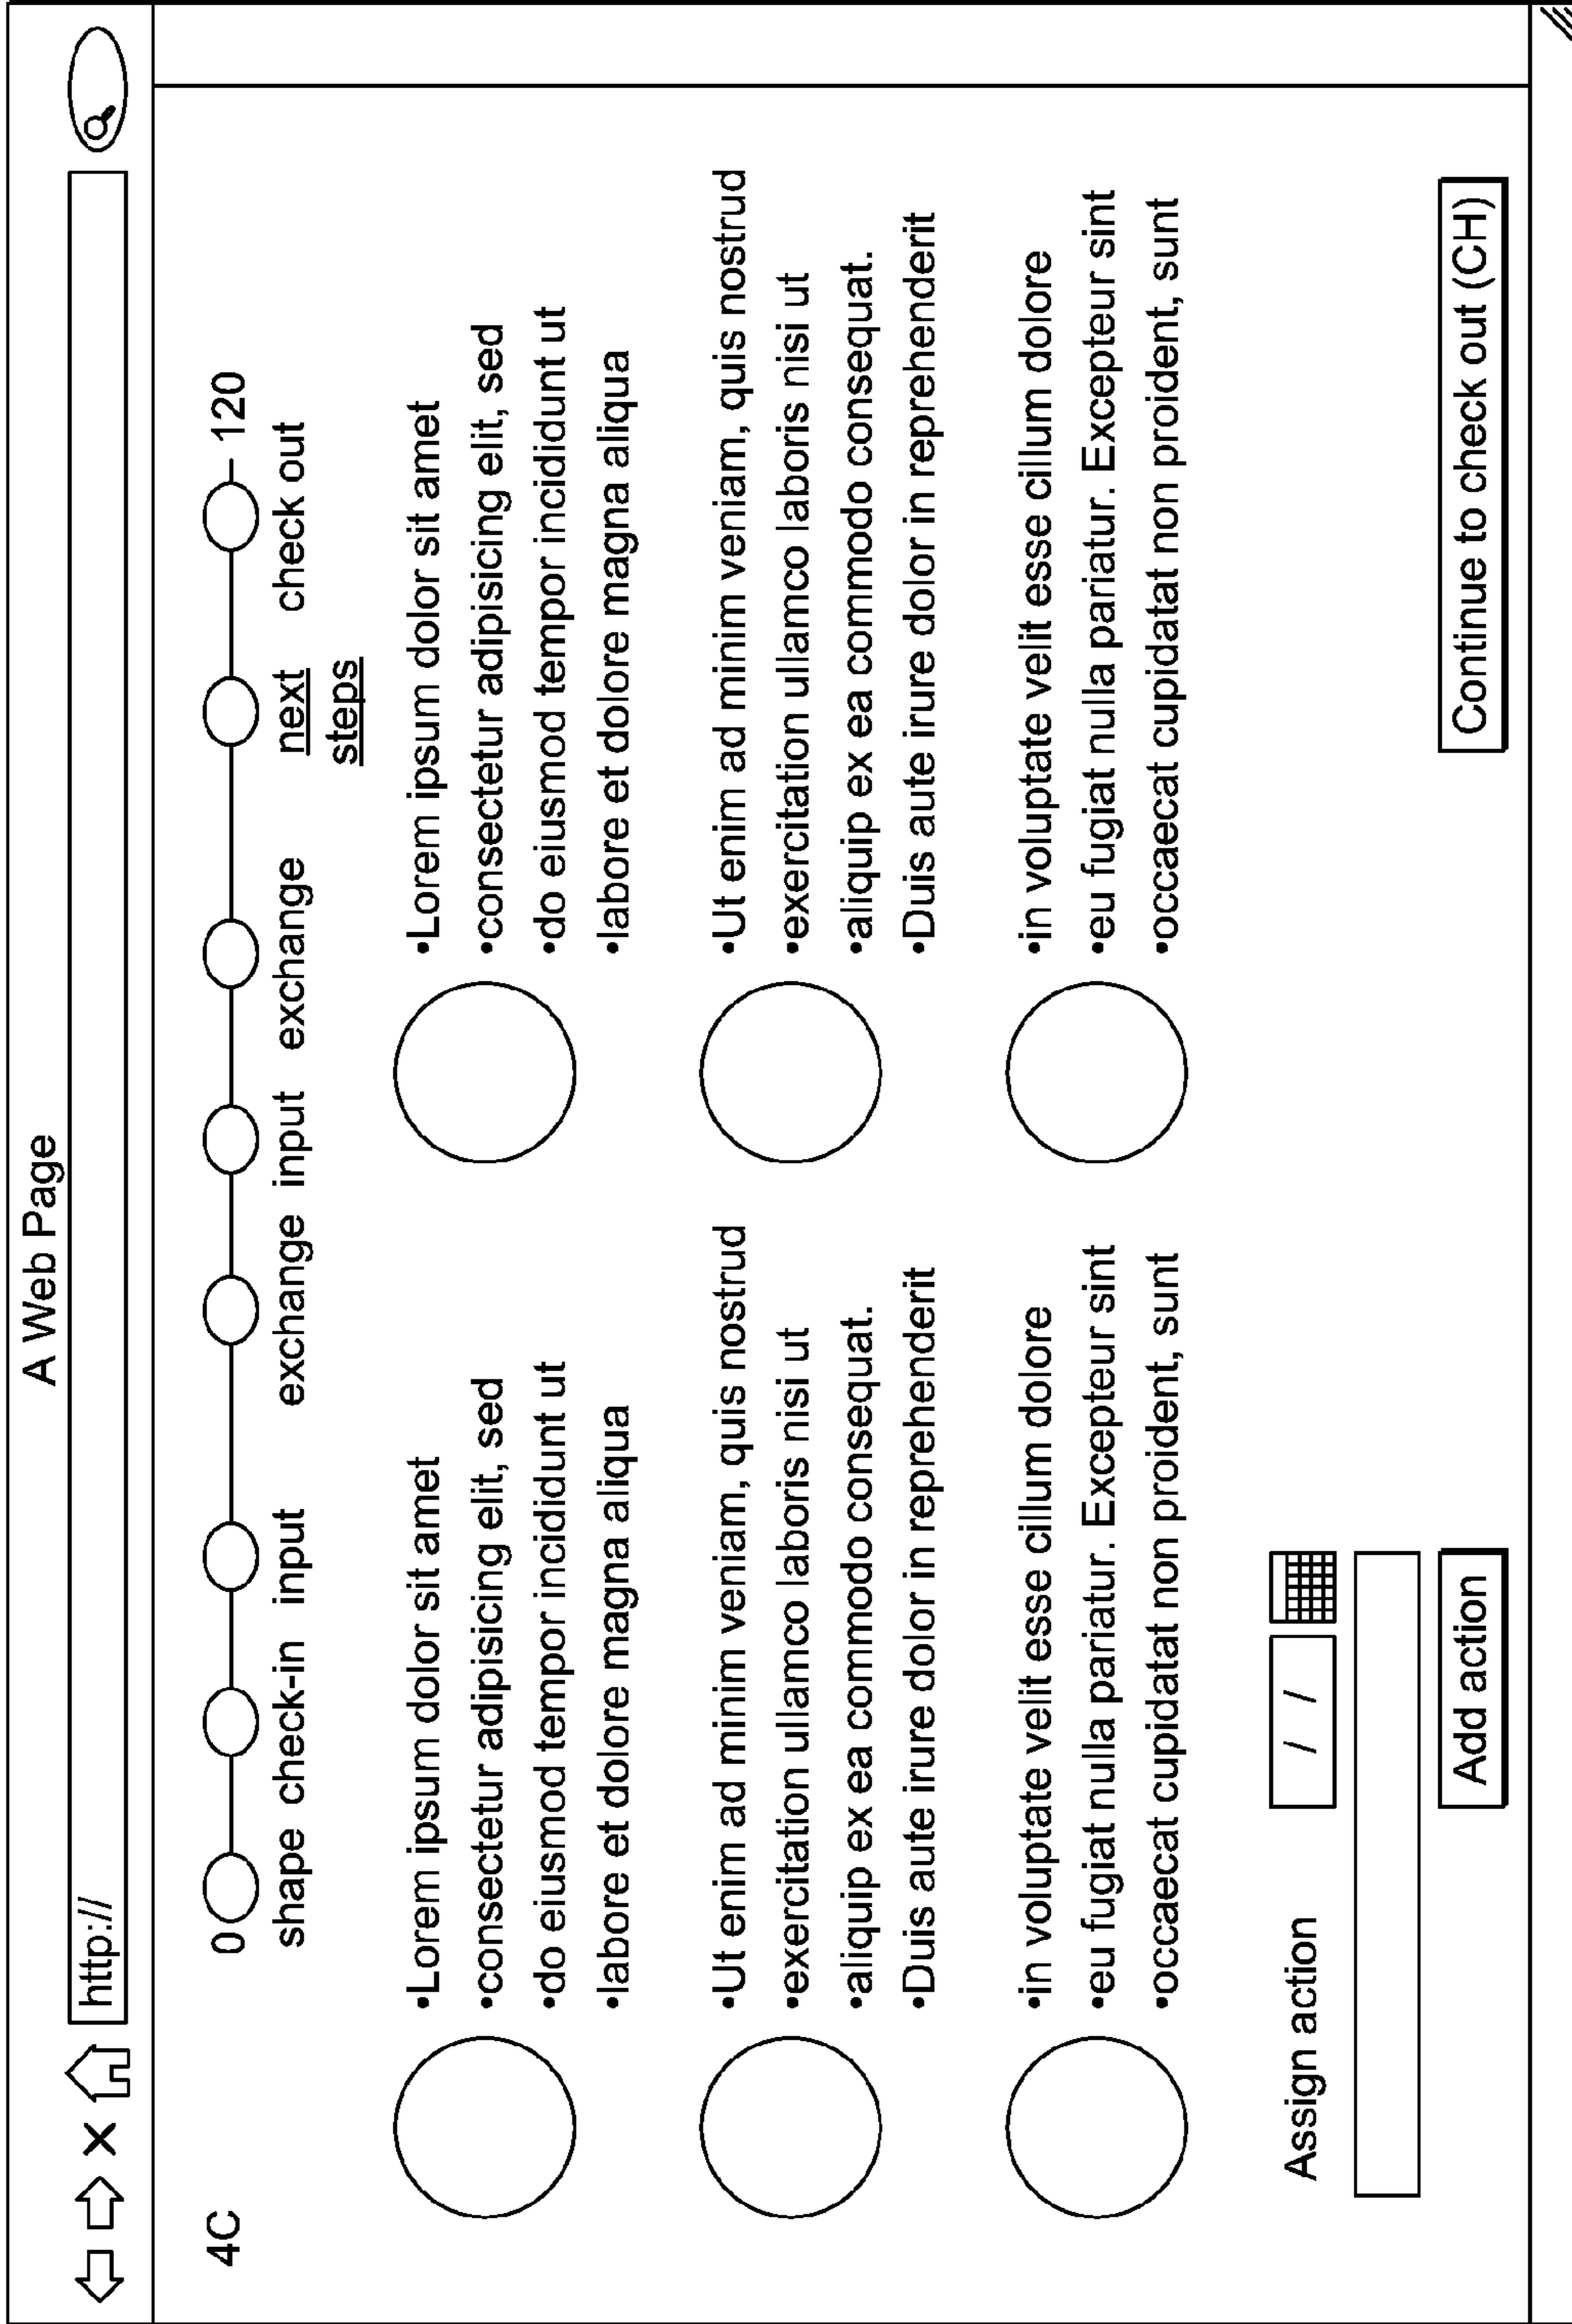 A Web Page
http://
4C
0 120
shape check-in input exchange input exchange next steps check out
•Lorem ipsum dolor sit amet
•consectetur adipisicing elit, sed
•do eiusmod tempor incididunt ut
•labore et dolore magna aliqua
•Lorem ipsum dolor sit amet
•consectetur adipisicing elit, sed
•do eiusmod tempor incididunt ut
•labore et dolore magna aliqua
•Ut enim ad minim veniam, quis nostrud
•exercitation ullamco laboris nisi ut
•aliquip ex ea commodo consequat.
•Duis aute irure dolor in reprehenderit
•Ut enim ad minim veniam, quis nostrud
•exercitation ullamco laboris nisi ut
•aliquip ex ea commodo consequat.
•Duis aute irure dolor in reprehenderit
•in voluptate velit esse cillum dolore
•eu fugiat nulla pariatur. Excepteur sint
•occaecat cupidatat non proident, sunt
•in voluptate velit esse cillum dolore
•eu fugiat nulla pariatur. Excepteur sint
•occaecat cupidatat non proident, sunt
Assign action / /
Add action
Continue to check out (CH)